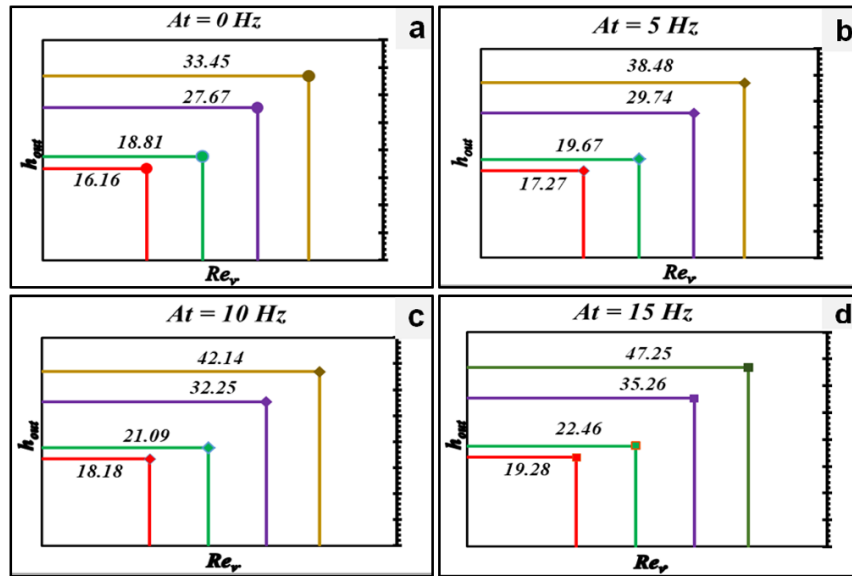 At = 0 Hz
a
33.45
27.67
18.81
16.16
h_out
Re_v
At = 5 Hz
b
38.48
29.74
19.67
17.27
h_out
Re_v
At = 10 Hz
c
42.14
32.25
21.09
18.18
h_out
Re_v
At = 15 Hz
d
47.25
35.26
22.46
19.28
h_out
Re_v